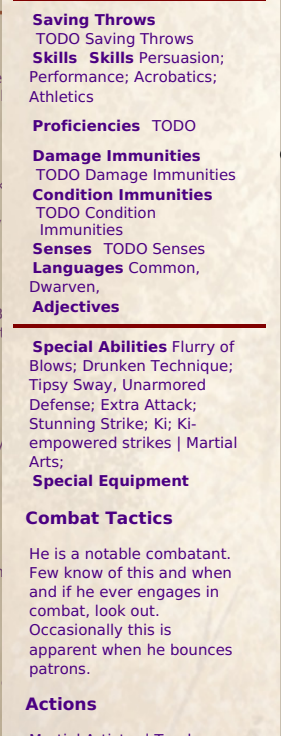 Saving Throws
TODO Saving Throws
Skills Skills Persuasion;
Performance; Acrobatics;
Athletics
Proficiencies TODO
Damage Immunities
TODO Damage Immunities
Condition Immunities
TODO Condition
Immunities
Senses TODO Senses
Languages Common,
Dwarven,
Adjectives
Special Abilities Flurry of
Blows; Drunken Technique;
Tipsy Sway, Unarmored
Defense; Extra Attack;
Stunning Strike; Ki; Ki-
empowered strikes | Martial
Arts;
Special Equipment
Combat Tactics
He is a notable combatant.
Few know of this and when
and if he ever engages in
combat, look out.
Occasionally this is
apparent when he bounces
patrons.
Actions